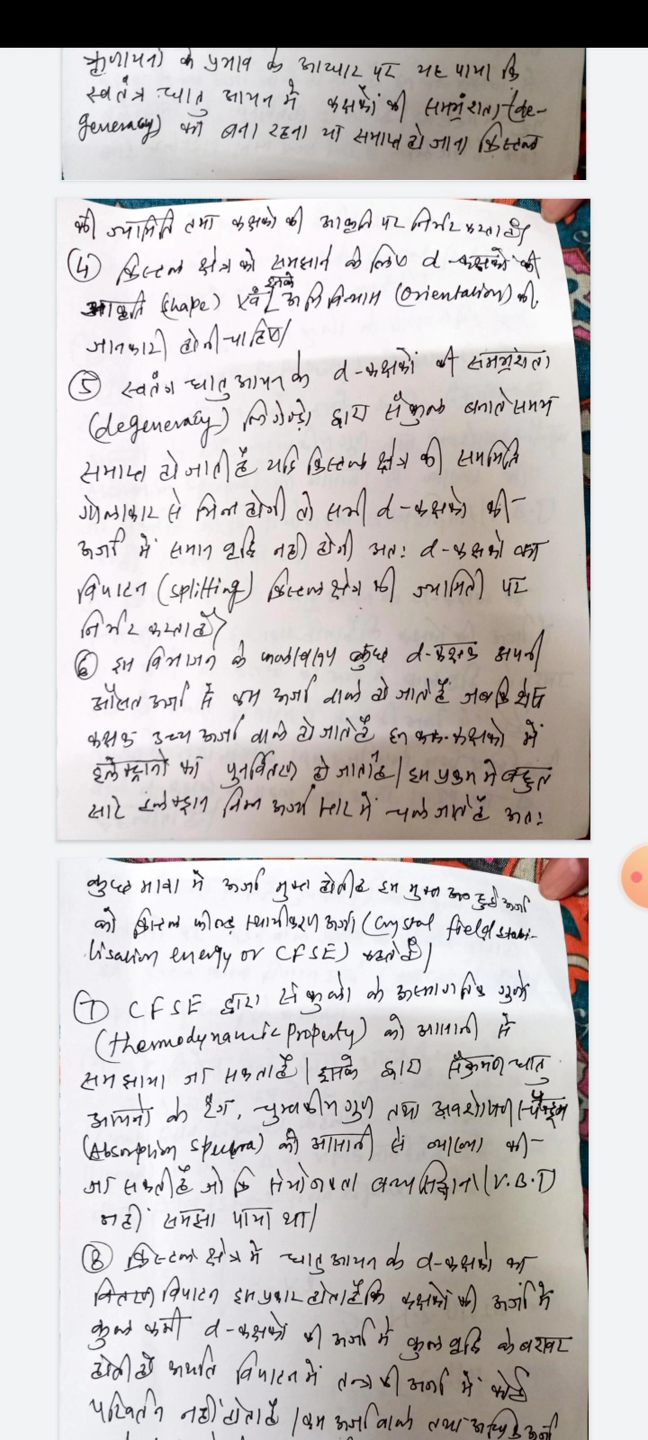 ऋणायनों के प्रभाव के आधार पर यह पाया कि
स्वतंत्र धातु आयन में कक्षकों की समभ्रंशता (de-
generacy) का बना रहना या समाप्त हो जाना क्रिस्टल
की ज्यामिति तथा कक्षकों की आकृति पर निर्भर करता है।
④ क्रिस्टल क्षेत्र को समझाने के लिए d-कक्षकों की
आकृति (shape) एवं इनके अभिविन्यास (orientation) की
जानकारी होनी चाहिए।
⑤ स्वतंत्र धातु आयन के d-कक्षकों की समभ्रंशता
(degeneracy) लिगेण्डो द्वारा संकुल बनाते समय
समाप्त हो जाती है यदि क्रिस्टल क्षेत्र की सममिति
गोलाकार से भिन्न होगी तो सभी d-कक्षकों की
ऊर्जा में समान वृद्धि नही होगी अतः d-कक्षकों का
विपाटन (splitting) क्रिस्टल क्षेत्र की ज्यामिती पर
निर्भर करता है।
⑥ इस विभाजन के फलस्वरूप कुछ d-कक्षक अपनी
औसत ऊर्जा से कम ऊर्जा वाले हो जाते हैं जबकि शेष
कक्षक उच्च ऊर्जा वाले हो जाते हैं इन कक्षको में
इलेक्ट्रानो का पुनर्वितरण हो जाता है। इस प्रक्रम मे बहुत
सारे इलेक्ट्रान निम्न ऊर्जा स्तर में चले जाते हैं अतः
कुछ मात्रा मे ऊर्जा मुक्त होती है इस मुक्त हुई ऊर्जा
को क्रिस्टल फील्ड स्थायीकरण ऊर्जा (crystal field stabi-
lisation energy or CFSE) कहते हैं।
⑦ CFSE द्वारा संकुलो के ऊष्मागतिक गुणो
(thermodynamic property) को आसानी से
समझाया जा सकता है। इसके द्वारा संक्रमण धातु
आयनो के रंग, चुम्बकीय गुण तथा अवशोषण स्पेक्ट्रम
(Absorption spectra) की आसानी से व्याख्या की
जा सकती है जो कि संयोजकता बन्ध सिद्धान्त (V.B.T)
नही समझा पाया था।
⑧ क्रिस्टल क्षेत्र मे धातु आयन के d-कक्षको का
विपाटन इस प्रकार होता है कि कक्षकों की ऊर्जा में
कुल कमी d-कक्षकों की ऊर्जा में कुल वृद्धि के बराबर
होती हो अर्थात विपाटन में तन्त्र की ऊर्जा में कोई
परिवर्तन नहीं होता है। कम ऊर्जा वाले तथा अधिक ऊर्जा